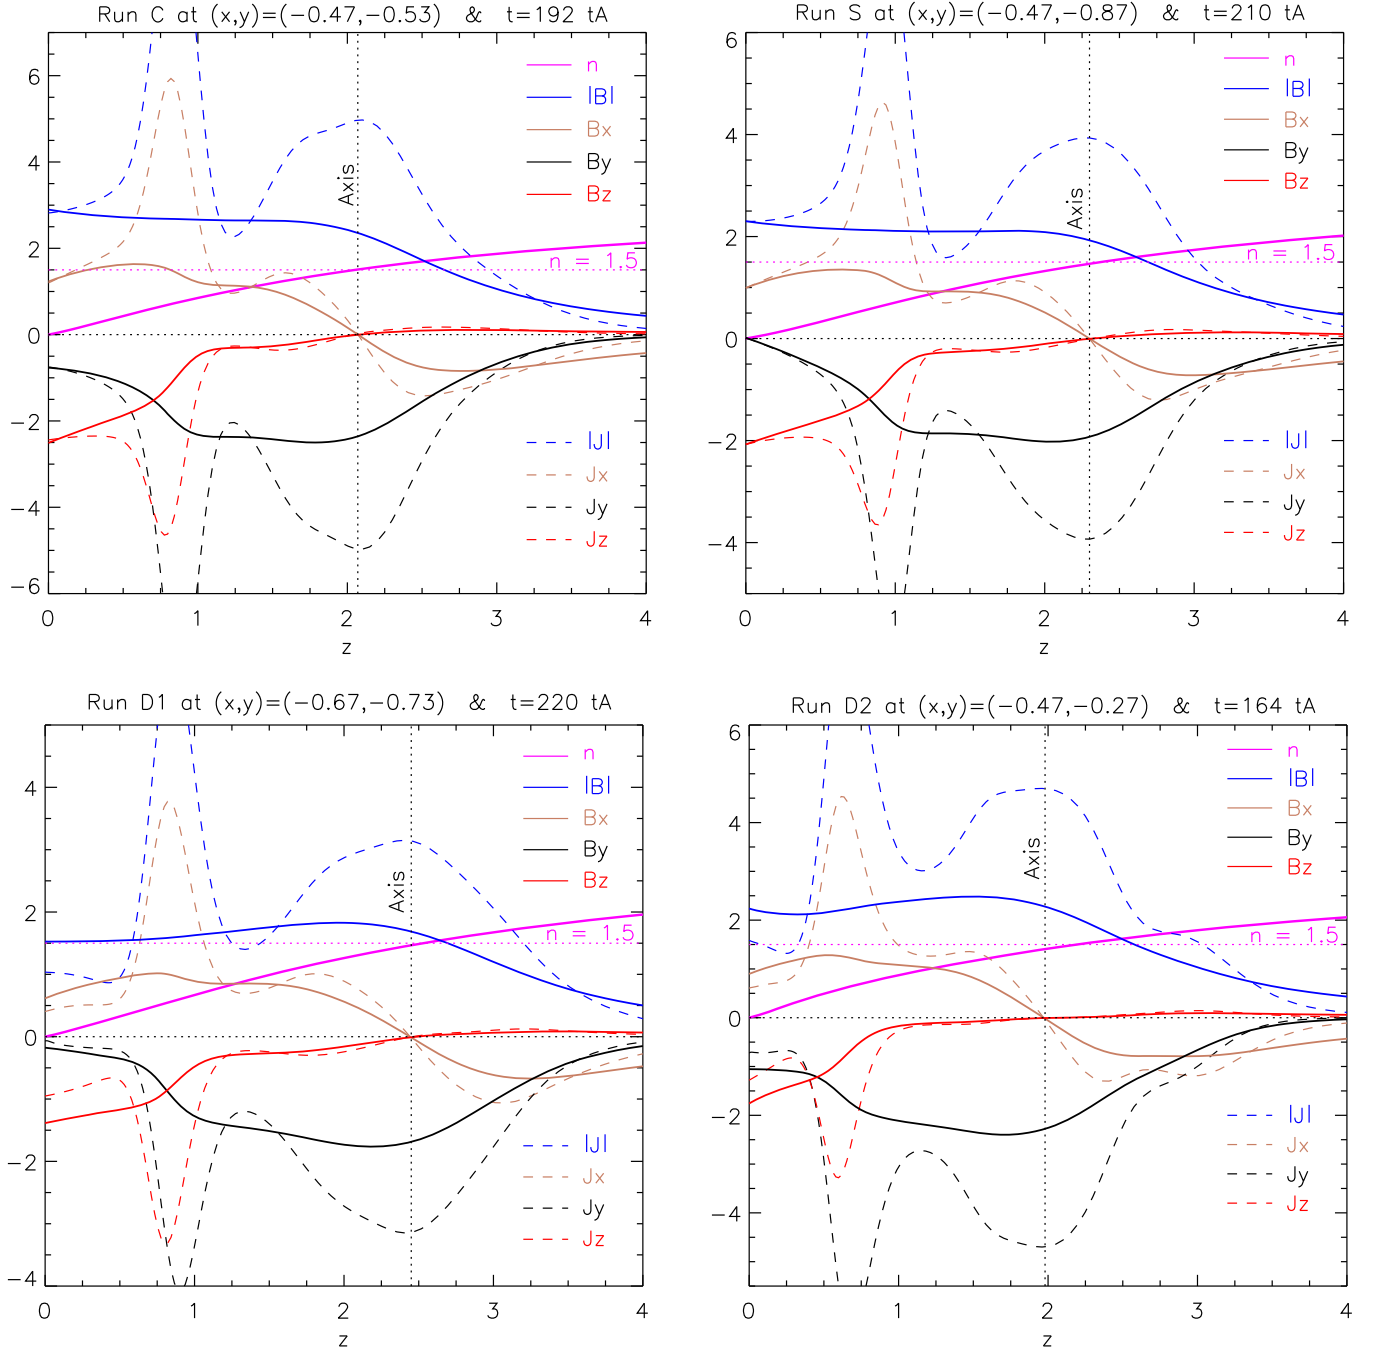 Run C at (x,y)=(−0.47,−0.53) & t=192 tA
6
4
2
0
−2
−4
−6
n
|B|
Bx
By
Bz
Axis
n = 1.5
|J|
Jx
Jy
Jz
0 1 2 3 4
z
Run S at (x,y)=(−0.47,−0.87) & t=210 tA
6
4
2
0
−2
−4
n
|B|
Bx
By
Bz
Axis
n = 1.5
|J|
Jx
Jy
Jz
0 1 2 3 4
z
Run D1 at (x,y)=(−0.67,−0.73) & t=220 tA
4
2
0
−2
−4
n
|B|
Bx
By
Bz
Axis
n = 1.5
|J|
Jx
Jy
Jz
0 1 2 3 4
z
Run D2 at (x,y)=(−0.47,−0.27) & t=164 tA
6
4
2
0
−2
−4
n
|B|
Bx
By
Bz
Axis
n = 1.5
|J|
Jx
Jy
Jz
0 1 2 3 4
z